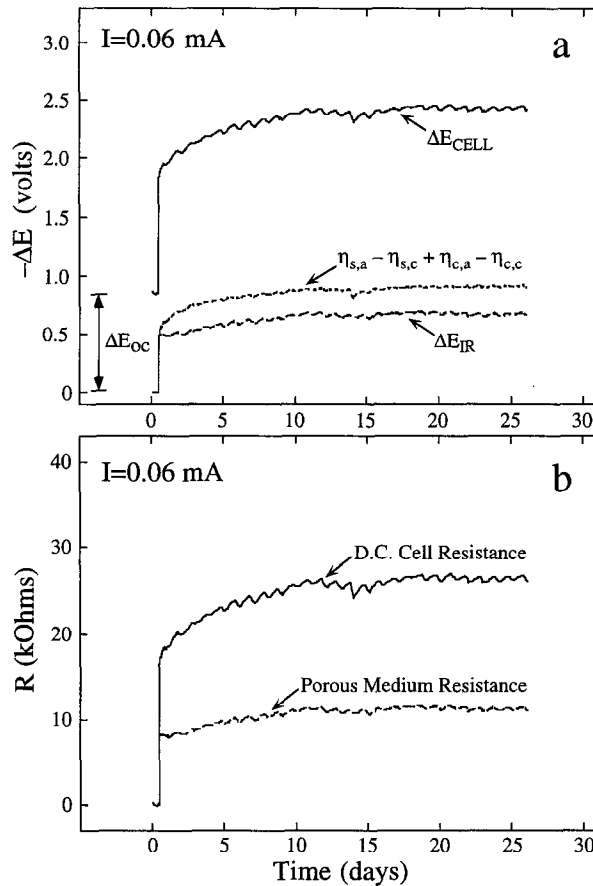 I=0.06 mA
a
3.0
2.5
2.0
1.5
1.0
0.5
0
−ΔE (volts)
ΔE_CELL
η_s,a − η_s,c + η_c,a − η_c,c
ΔE_OC
ΔE_IR
0 5 10 15 20 25 30
I=0.06 mA
b
40
30
20
10
0
R (kOhms)
D.C. Cell Resistance
Porous Medium Resistance
0 5 10 15 20 25 30
Time (days)